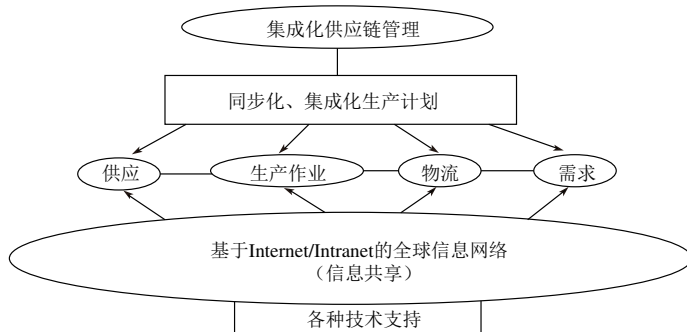 集成化供应链管理
同步化、集成化生产计划
供应
生产作业
物流
需求
基于Internet/Intranet的全球信息网络
（信息共享）
各种技术支持